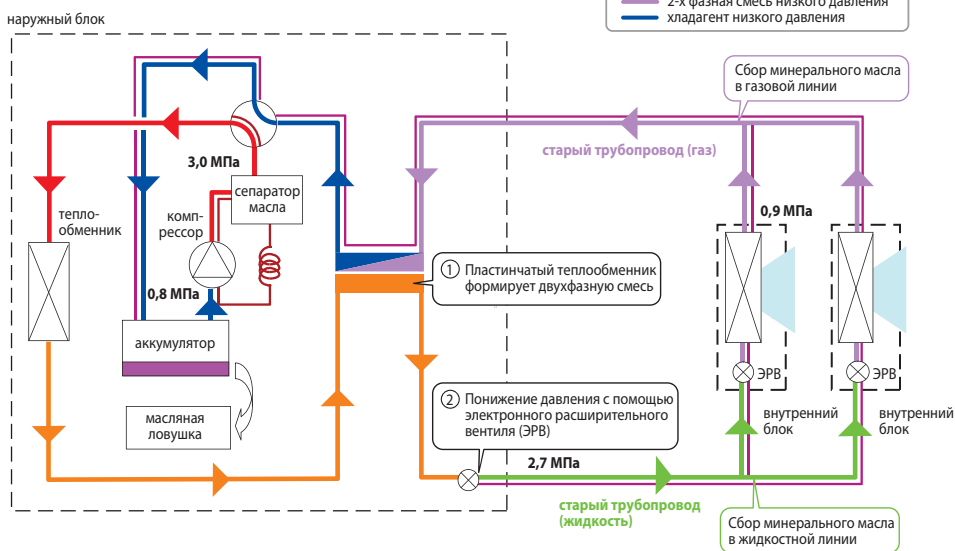 2-х фазная смесь низкого давления
хладагент низкого давления
наружный блок
Сбор минерального масла
в газовой линии
старый трубопровод (газ)
3,0 МПа
сепаратор
масла
тепло-
обменник
комп-
рессор
0,9 МПа
1 Пластинчатый теплообменник
формирует двухфазную смесь
0,8 МПа
аккумулятор
ЭРВ
ЭРВ
2 Понижение давления с помощью
электронного расширительного
вентиля (ЭРВ)
масляная
ловушка
внутренний
блок
внутренний
блок
2,7 МПа
старый трубопровод
(жидкость)
Сбор минерального масла
в жидкостной линии